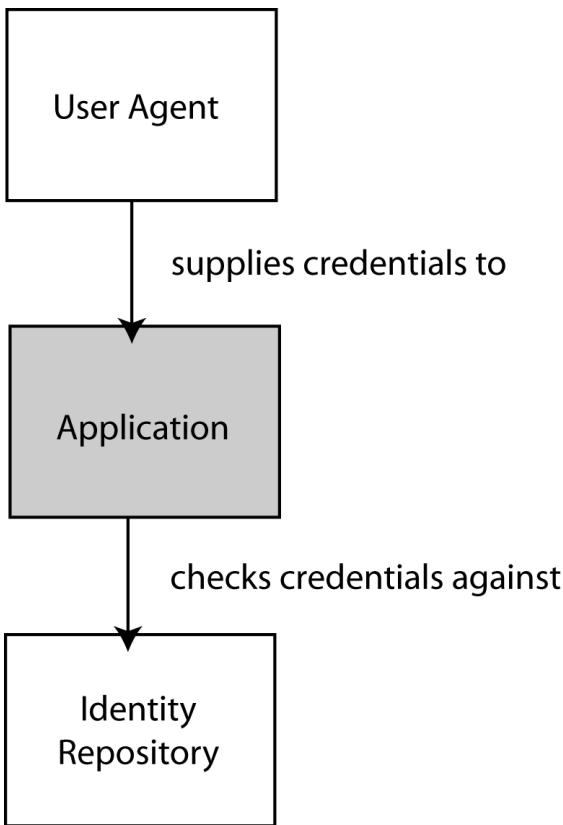 User Agent
supplies credentials to
Application
checks credentials against
Identity
Repository